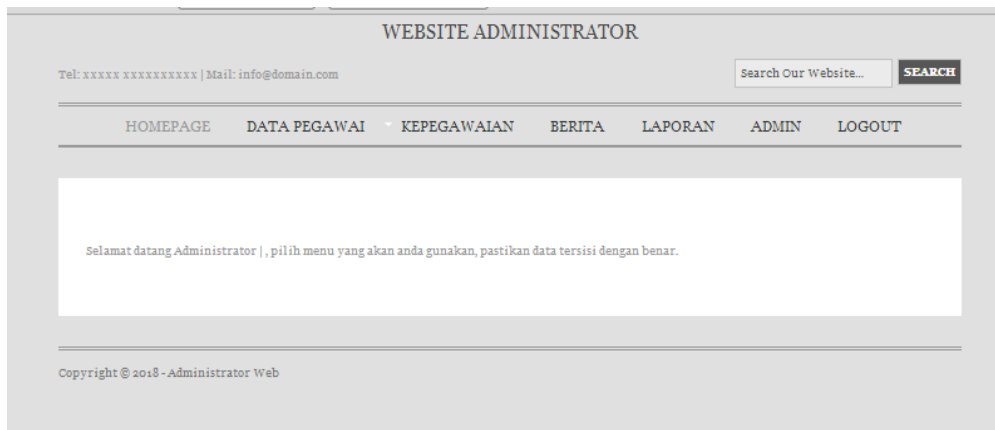 WEBSITE ADMINISTRATOR
Tel: xxxxx xxxxxxxxxx | Mail: info@domain.com
Search Our Website... SEARCH
HOMEPAGE DATA PEGAWAI KEPEGAWAIAN BERITA LAPORAN ADMIN LOGOUT
Selamat datang Administrator | , pilih menu yang akan anda gunakan, pastikan data tersisi dengan benar.
Copyright © 2018 - Administrator Web